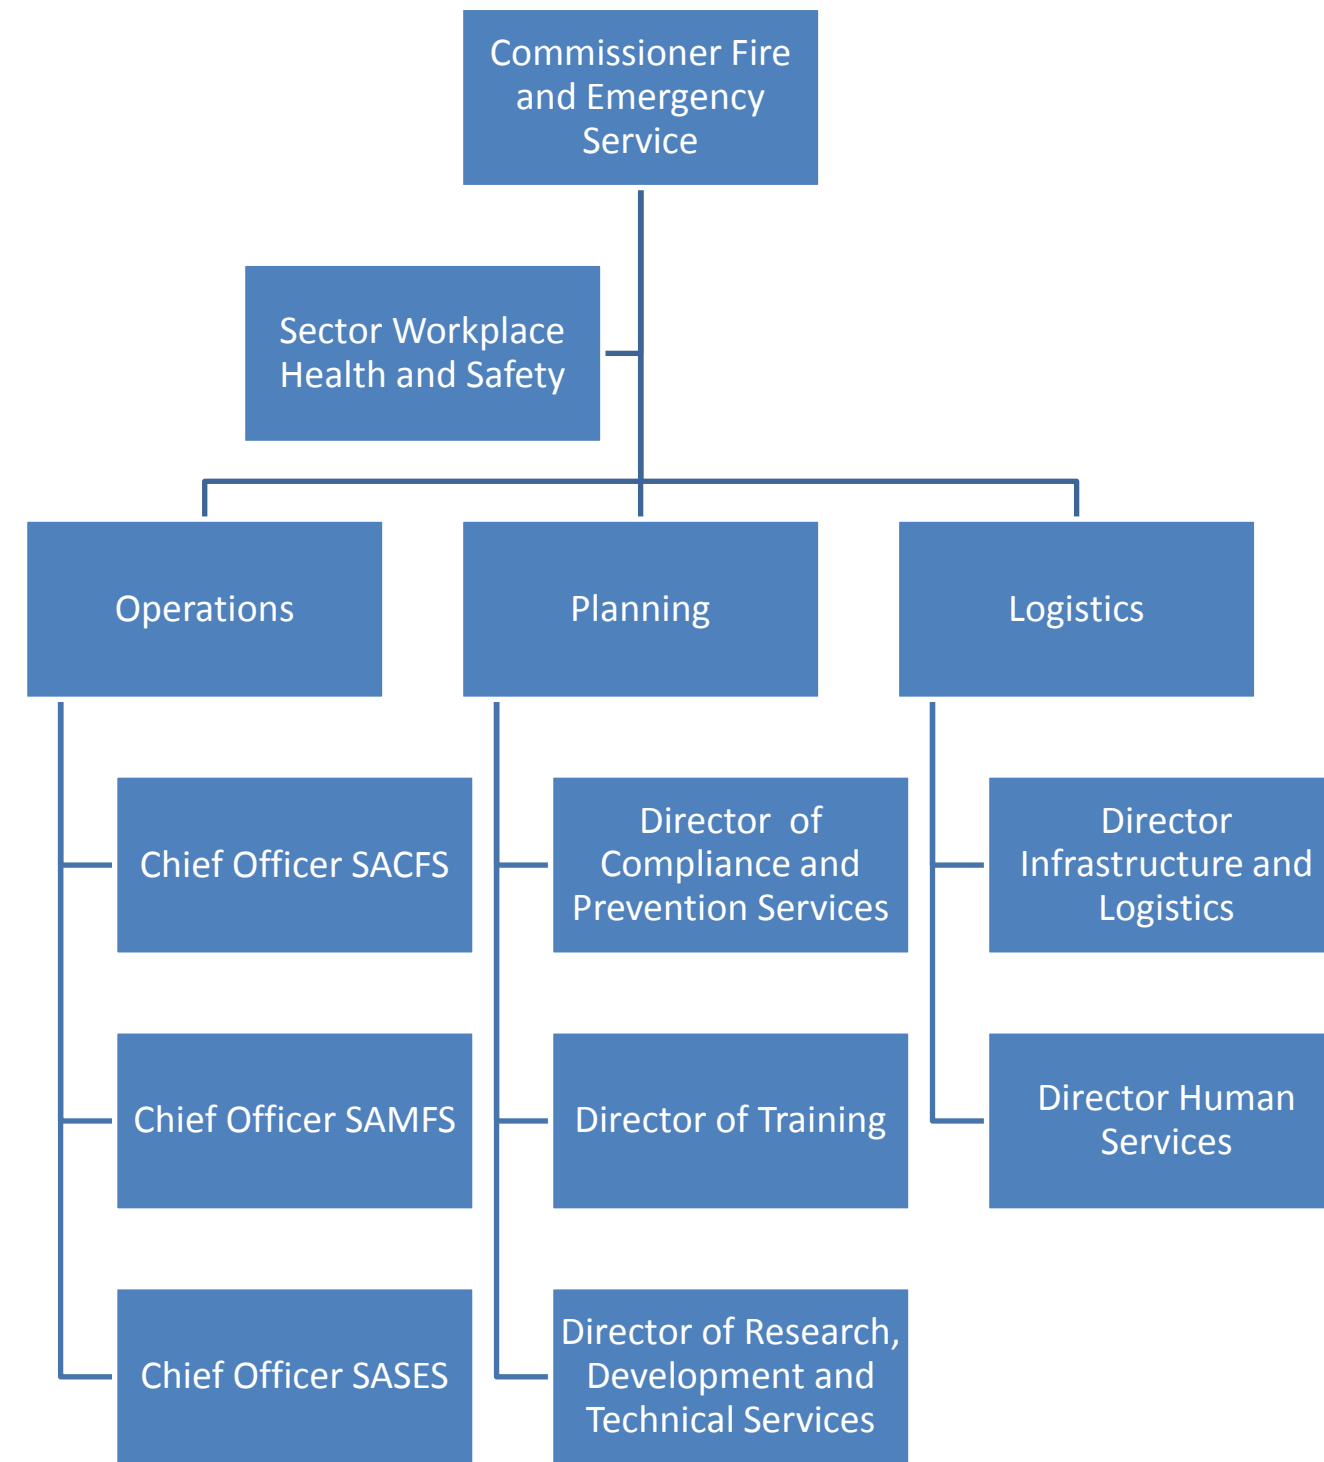 Commissioner Fire
and Emergency
Service
Sector Workplace
Health and Safety
Operations
Planning
Logistics
Chief Officer SACFS
Director  of
Compliance and
Prevention Services
Director
Infrastructure and
Logistics
Chief Officer SAMFS
Director of Training
Director Human
Services
Chief Officer SASES
Director of Research,
Development and
Technical Services